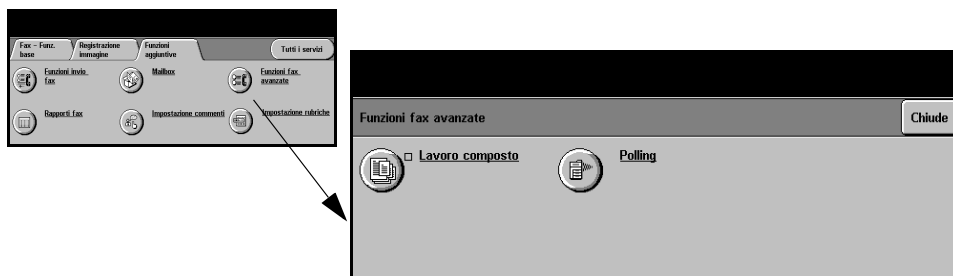 Fax - Funz. base
Registrazione immagine
Funzioni aggiuntive
Tutti i servizi
Funzioni invio fax
Mailbox
Funzioni fax avanzate
Rapporti fax
Impostazione commenti
Impostazione rubriche
Funzioni fax avanzate
Chiude
Lavoro composto
Polling